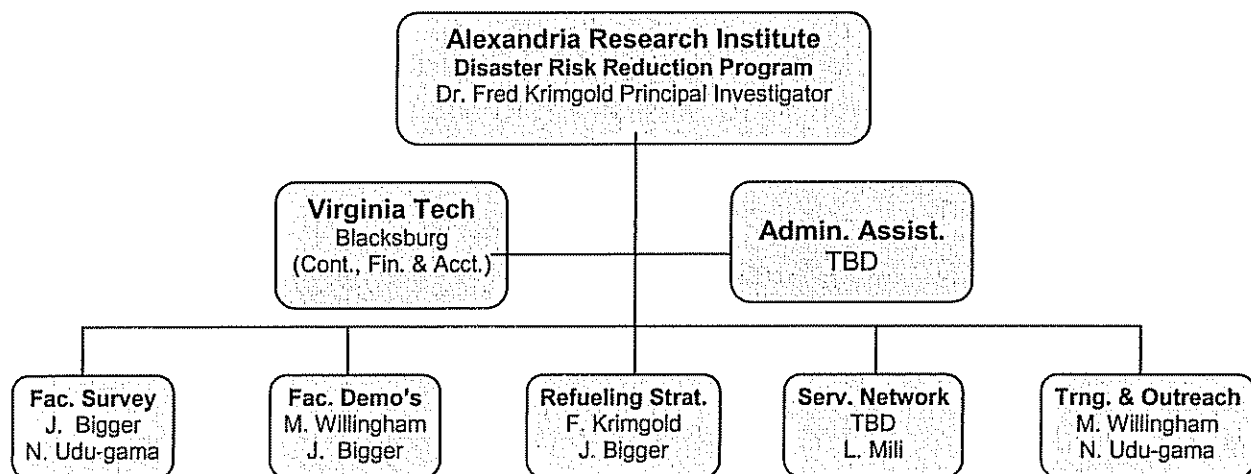 Alexandria Research Institute
Disaster Risk Reduction Program
Dr. Fred Krimgold Principal Investigator
Virginia Tech
Blacksburg
(Cont., Fin. & Acct.)
Admin. Assist.
TBD
Fac. Survey
J. Bigger
N. Udu-gama
Fac. Demo's
M. Willingham
J. Bigger
Refueling Strat.
F. Krimgold
J. Bigger
Serv. Network
TBD
L. Mili
Trng. & Outreach
M. Willingham
N. Udu-gama